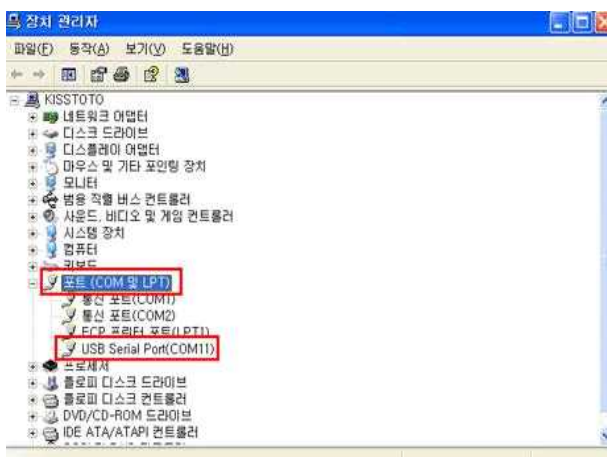 장치 관리자
파일(F) 동작(A) 보기(V) 도움말(H)
KISSTOTO
네트워크 어댑터
디스크 드라이브
디스플레이 어댑터
마우스 및 기타 포인팅 장치
모니터
범용 직렬 버스 컨트롤러
사운드, 비디오 및 게임 컨트롤러
시스템 장치
컴퓨터
키보드
포트 (COM 및 LPT)
통신 포트(COM1)
통신 포트(COM2)
ECP 프린터 포트(LPT1)
USB Serial Port(COM11)
프로세서
플로피 디스크 드라이브
플로피 디스크 컨트롤러
DVD/CD-ROM 드라이브
IDE ATA/ATAPI 컨트롤러